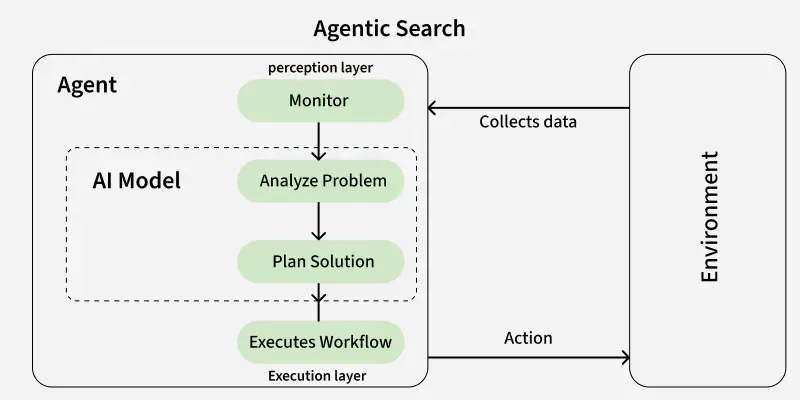 Agentic Search
Agent
perception layer
Monitor
Collects data
AI Model
Analyze Problem
Plan Solution
Environment
Executes Workflow
Action
Execution layer